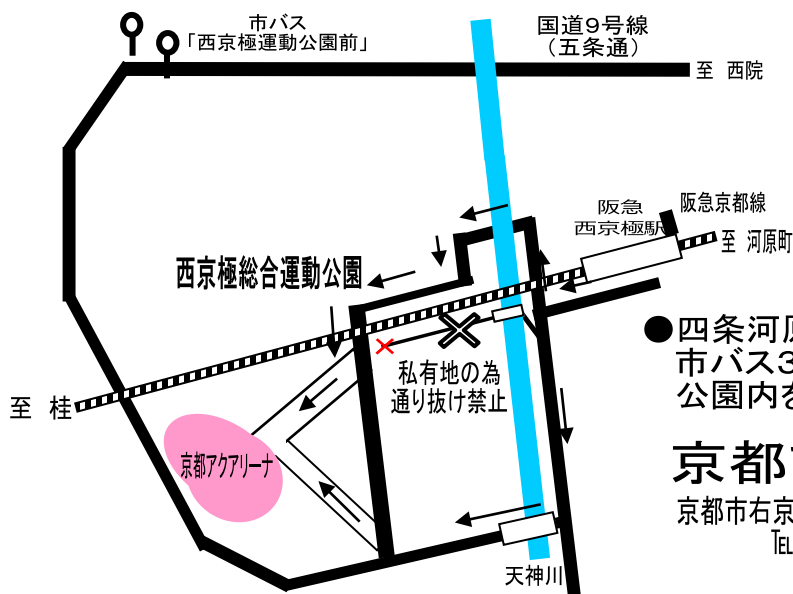 市バス
「西京極運動公園前」
国道9号線
（五条通）
至 西院
阪急
西京極駅
阪急京都線
至 河原町
西京極総合運動公園
●四条河原
市バス3
公園内を
私有地の為
通り抜け禁止
至 桂
京都アクアリーナ
京都市
京都市右京
TEL
天神川